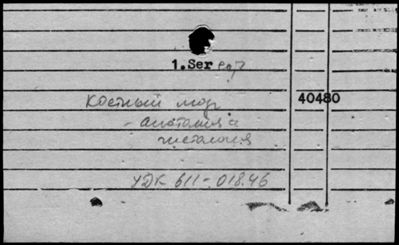 1.Ser
40480
Костный мозг
- анатомия и
гистология
УДК 611-018.46